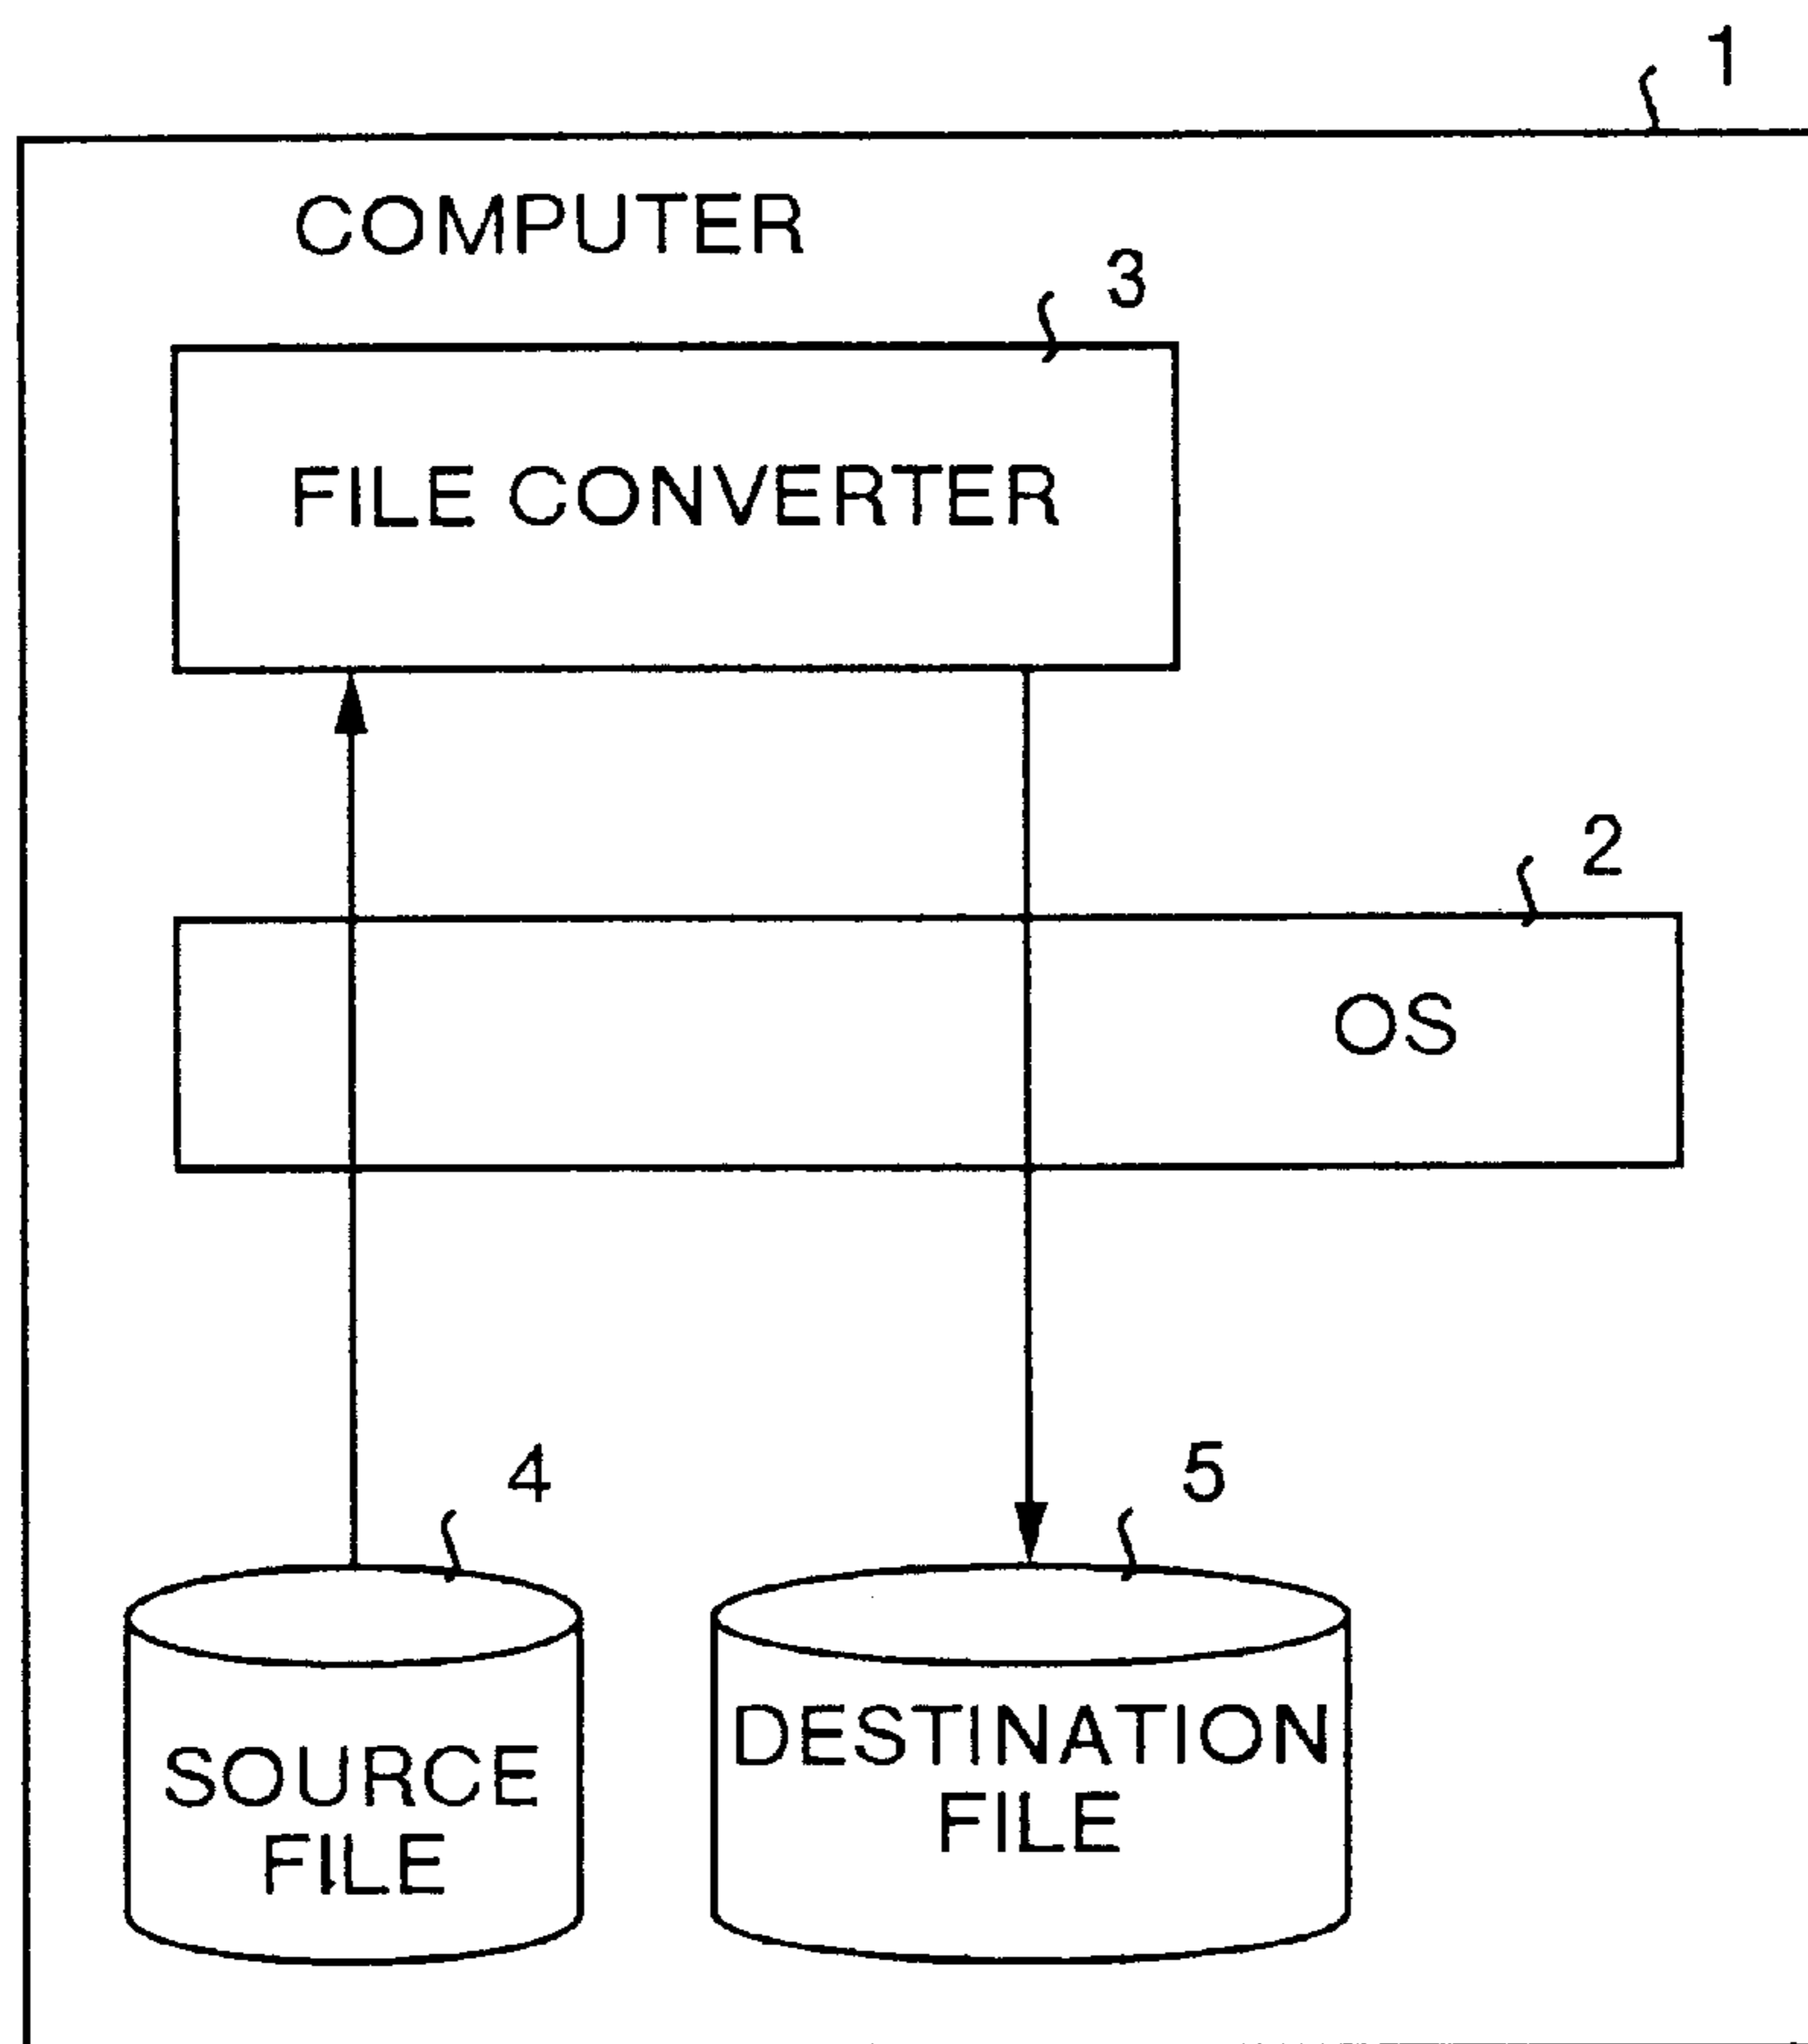 1
COMPUTER
3
FILE CONVERTER
2
OS
4
5
SOURCE
FILE
DESTINATION
FILE